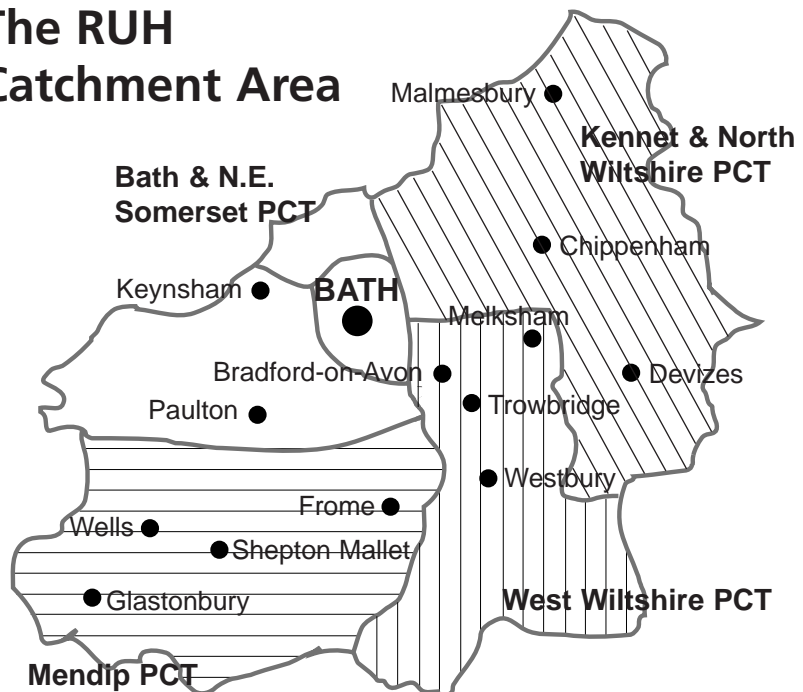 The RUH
Catchment Area
Malmesbury
Kennet & North
Wiltshire PCT
Bath & N.E.
Somerset PCT
Chippenham
Keynsham
BATH
Melksham
Bradford-on-Avon
Devizes
Paulton
Trowbridge
Westbury
Frome
Wells
Shepton Mallet
Glastonbury
West Wiltshire PCT
Mendip PCT